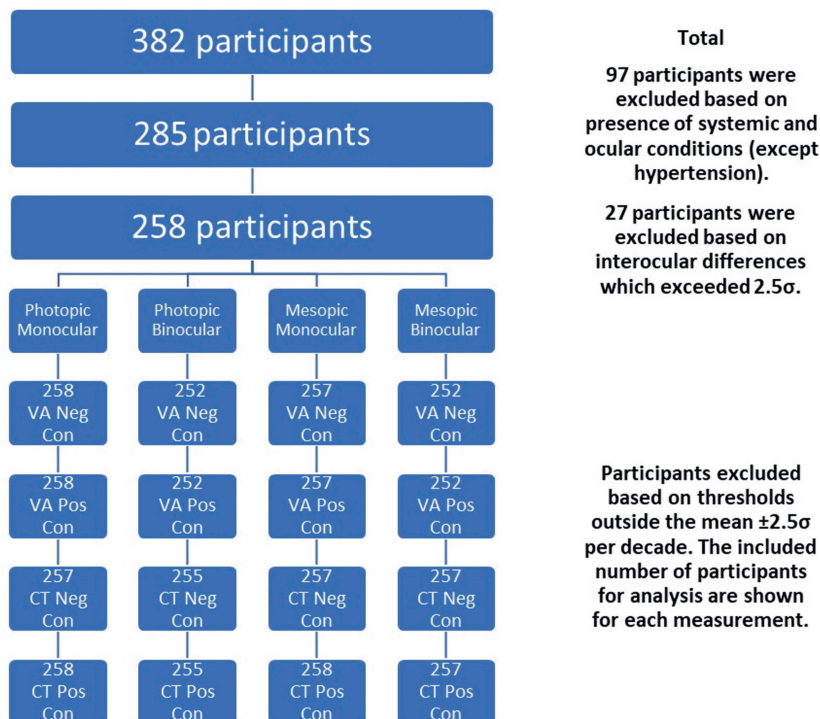 382 participants
Total
97 participants were
excluded based on
presence of systemic and
ocular conditions (except
hypertension).
285 participants
258 participants
27 participants were
excluded based on
interocular differences
which exceeded 2.5σ.
Photopic
Monocular
Photopic
Binocular
Mesopic
Monocular
Mesopic
Binocular
258
VA Neg
Con
252
VA Neg
Con
257
VA Neg
Con
252
VA Neg
Con
258
VA Pos
Con
252
VA Pos
Con
257
VA Pos
Con
252
VA Pos
Con
Participants excluded
based on thresholds
outside the mean ±2.5σ
per decade. The included
number of participants
for analysis are shown
for each measurement.
257
CT Neg
Con
255
CT Neg
Con
257
CT Neg
Con
257
CT Neg
Con
258
CT Pos
Con
255
CT Pos
Con
258
CT Pos
Con
257
CT Pos
Con